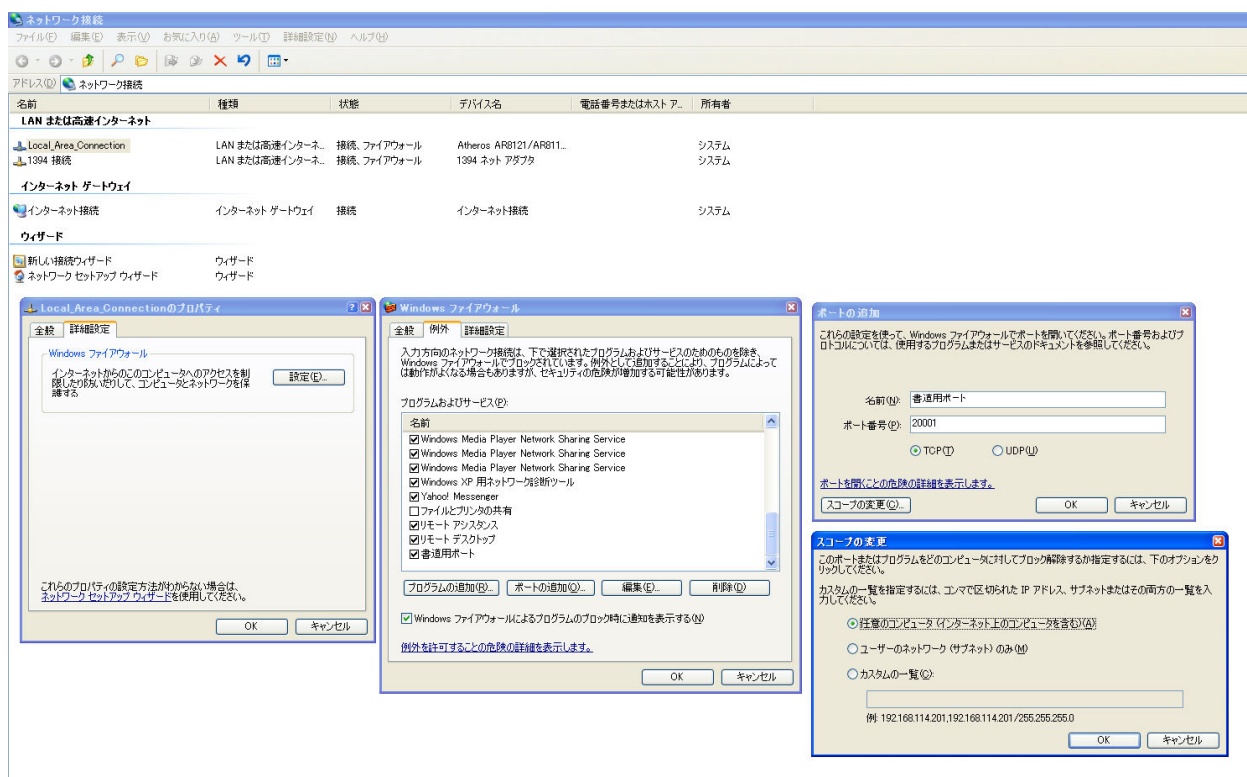 ネットワーク接続
ファイル(F) 編集(E) 表示(V) お気に入り(A) ツール(T) 詳細設定(N) ヘルプ(H)
アドレス(D) ネットワーク接続
名前 種類 状態 デバイス名 電話番号またはホスト ア... 所有者
LAN または高速インターネット
Local_Area_Connection LAN または高速インターネ... 接続、ファイアウォール Atheros AR8121/AR811... システム
1394 接続 LAN または高速インターネ... 接続、ファイアウォール 1394 ネット アダプタ システム
インターネット ゲートウェイ
インターネット接続 インターネット ゲートウェイ 接続 インターネット接続 システム
ウィザード
新しい接続ウィザード ウィザード
ネットワーク セットアップ ウィザード ウィザード
Local_Area_Connectionのプロパティ
全般 詳細設定
Windows ファイアウォール
インターネットからのこのコンピュータへのアクセスを制
限したり防いだりして、コンピュータとネットワークを保
護する
設定(E)...
これらのプロパティの設定方法がわからない場合は、
ネットワーク セットアップ ウィザードを使用してください。
OK キャンセル
Windows ファイアウォール
全般 例外 詳細設定
入力方向のネットワーク接続は、下で選択されたプログラムおよびサービスのためのものを除き、
Windows ファイアウォールでブロックされています。例外として追加することにより、プログラムによって
は動作がよくなる場合もありますが、セキュリティの危険が増加する可能性があります。
プログラムおよびサービス(P):
名前
Windows Media Player Network Sharing Service
Windows Media Player Network Sharing Service
Windows Media Player Network Sharing Service
Windows XP 用ネットワーク診断ツール
Yahoo! Messenger
ファイルとプリンタの共有
リモート アシスタンス
リモート デスクトップ
書道用ポート
プログラムの追加(R)... ポートの追加(O)... 編集(E)... 削除(D)
Windows ファイアウォールによるプログラムのブロック時に通知を表示する(N)
例外を許可することの危険の詳細を表示します。
OK キャンセル
ポートの追加
これらの設定を使って、Windows ファイアウォールでポートを開いてください。ポート番号およびプ
ロトコルについては、使用するプログラムまたはサービスのドキュメントを参照してください。
名前(N): 書道用ポート
ポート番号(P): 20001
TCP(T) UDP(U)
ポートを開くことの危険の詳細を表示します。
スコープの変更(C)... OK キャンセル
スコープの変更
このポートまたはプログラムをどのコンピュータに対してブロック解除するか指定するには、下のオプションをク
リックしてください。
カスタムの一覧を指定するには、コンマで区切られた IP アドレス、サブネットまたはその両方の一覧を入
力してください。
任意のコンピュータ (インターネット上のコンピュータを含む)(A)
ユーザーのネットワーク (サブネット) のみ(M)
カスタムの一覧(C):
例: 192.168.114.201,192.168.114.201/255.255.255.0
OK キャンセル